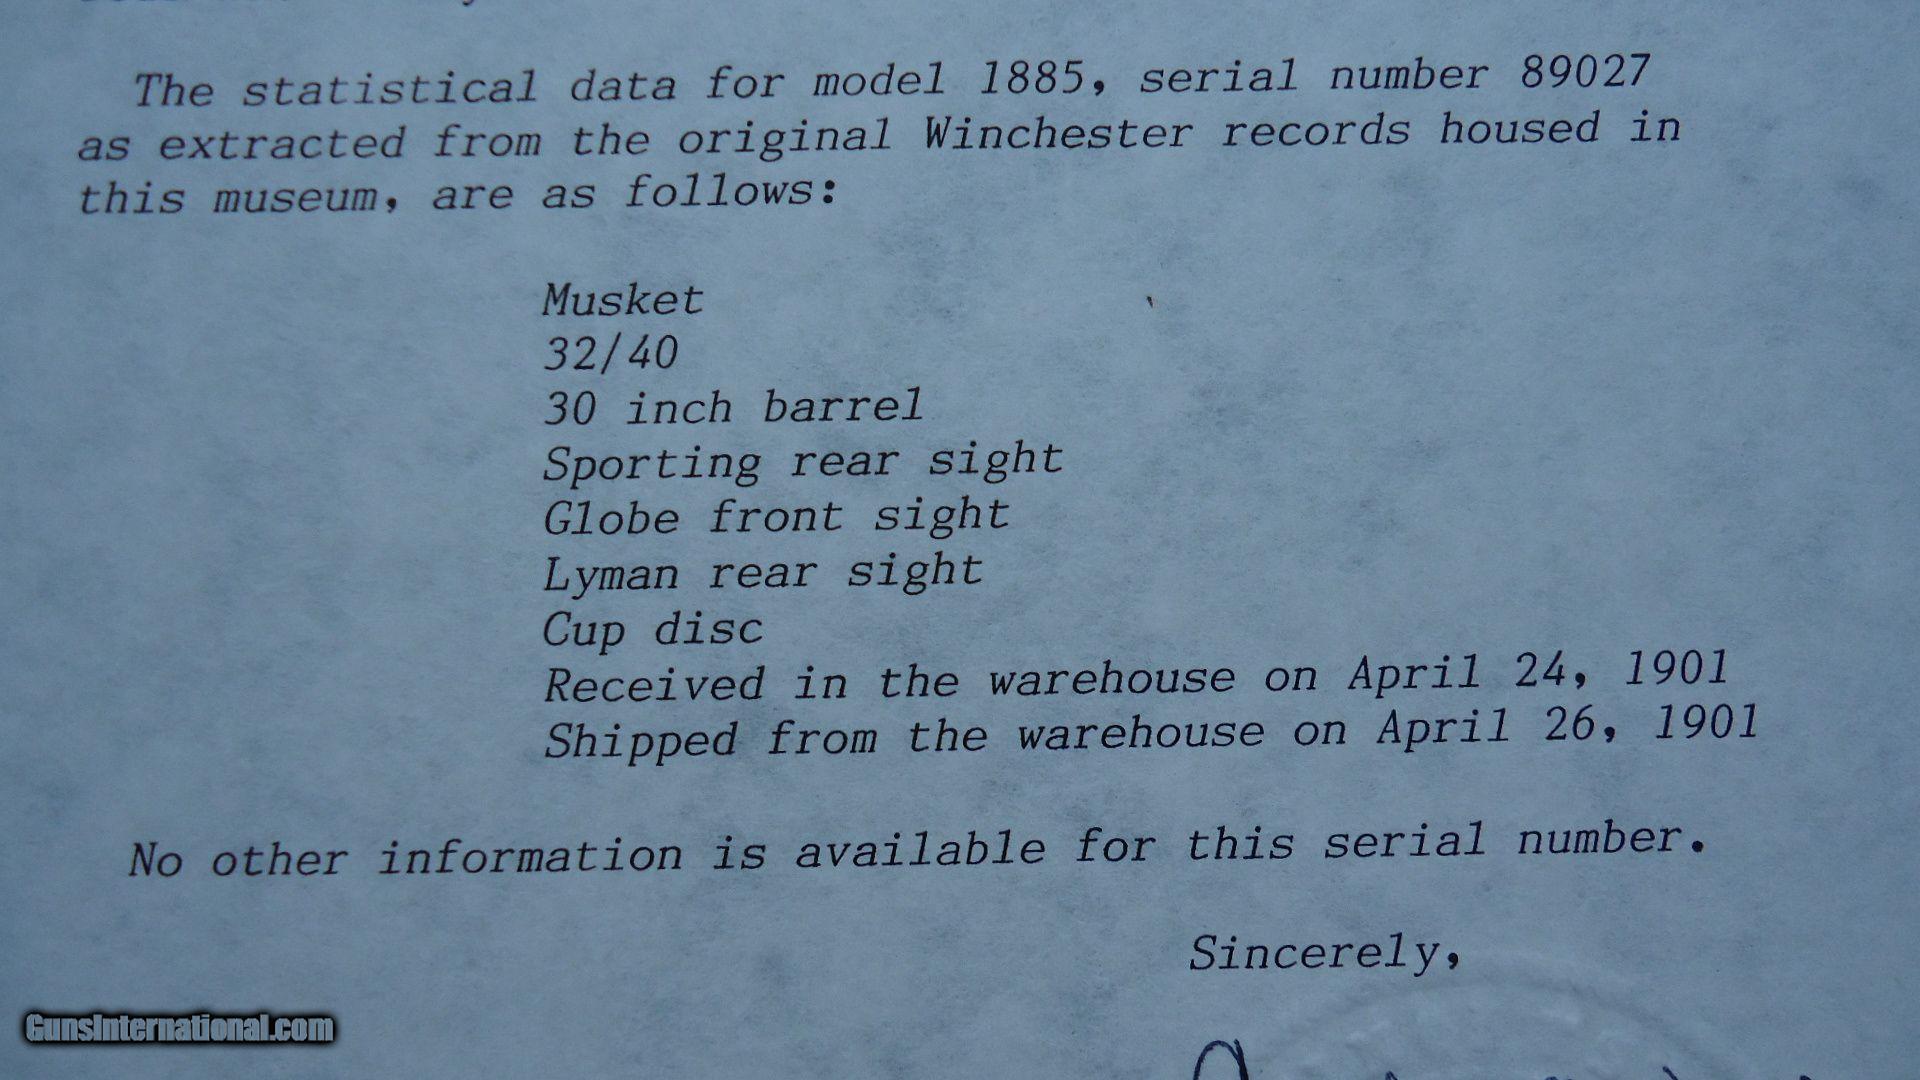 The statistical data for model 1885, serial number 89027
as extracted from the original Winchester records housed in
this museum, are as follows:
Musket
32/40
30 inch barrel
Sporting rear sight
Globe front sight
Lyman rear sight
Cup disc
Received in the warehouse on April 24, 1901
Shipped from the warehouse on April 26, 1901
No other information is available for this serial number.
Sincerely,
GunsInternational.com